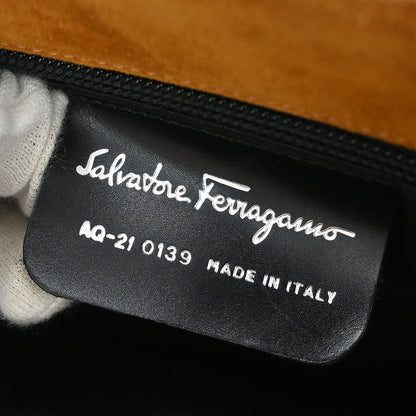 Salvatore Ferragamo
AQ-21 0139 MADE IN ITALY